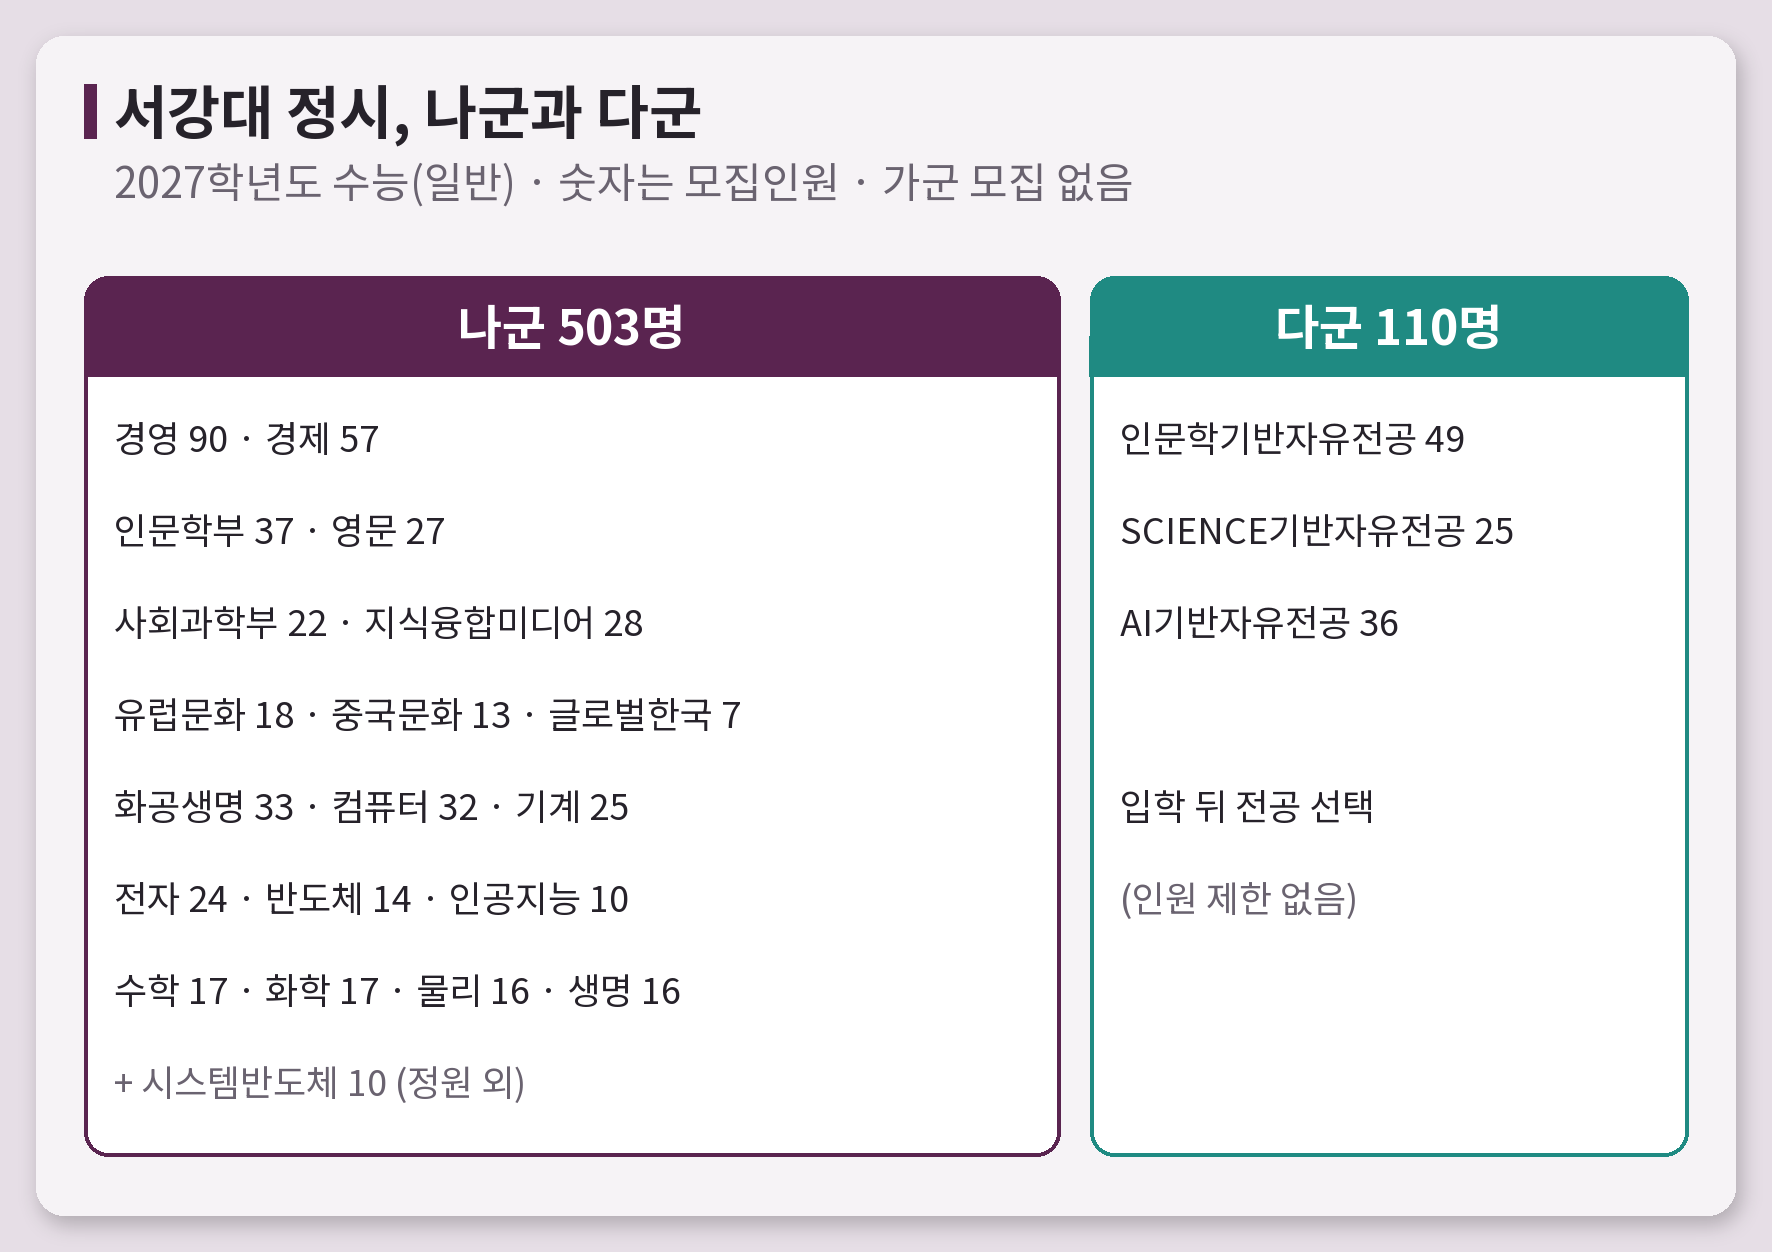 서강대 정시, 나군과 다군
2027학년도 수능(일반) · 숫자는 모집인원 · 가군 모집 없음
나군 503명
경영 90 · 경제 57
인문학부 37 · 영문 27
사회과학부 22 · 지식융합미디어 28
유럽문화 18 · 중국문화 13 · 글로벌한국 7
화공생명 33 · 컴퓨터 32 · 기계 25
전자 24 · 반도체 14 · 인공지능 10
수학 17 · 화학 17 · 물리 16 · 생명 16
+ 시스템반도체 10 (정원 외)
다군 110명
인문학기반자유전공 49
SCIENCE기반자유전공 25
AI기반자유전공 36
입학 뒤 전공 선택
(인원 제한 없음)